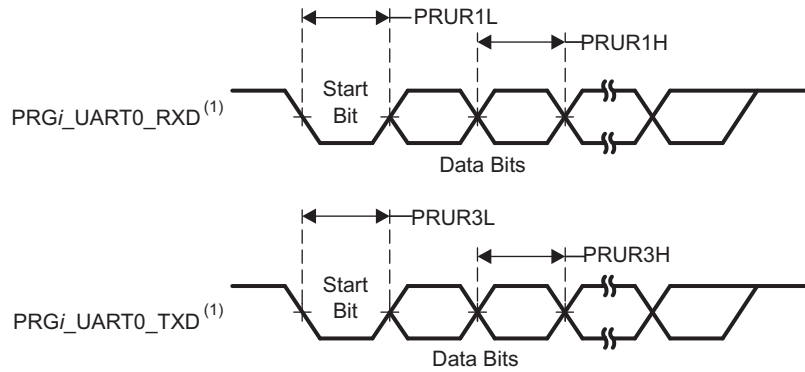 PRUR1L
PRUR1H
PRGi_UART0_RXD(1)
Start
Bit
Data Bits
PRUR3L
PRUR3H
PRGi_UART0_TXD(1)
Start
Bit
Data Bits